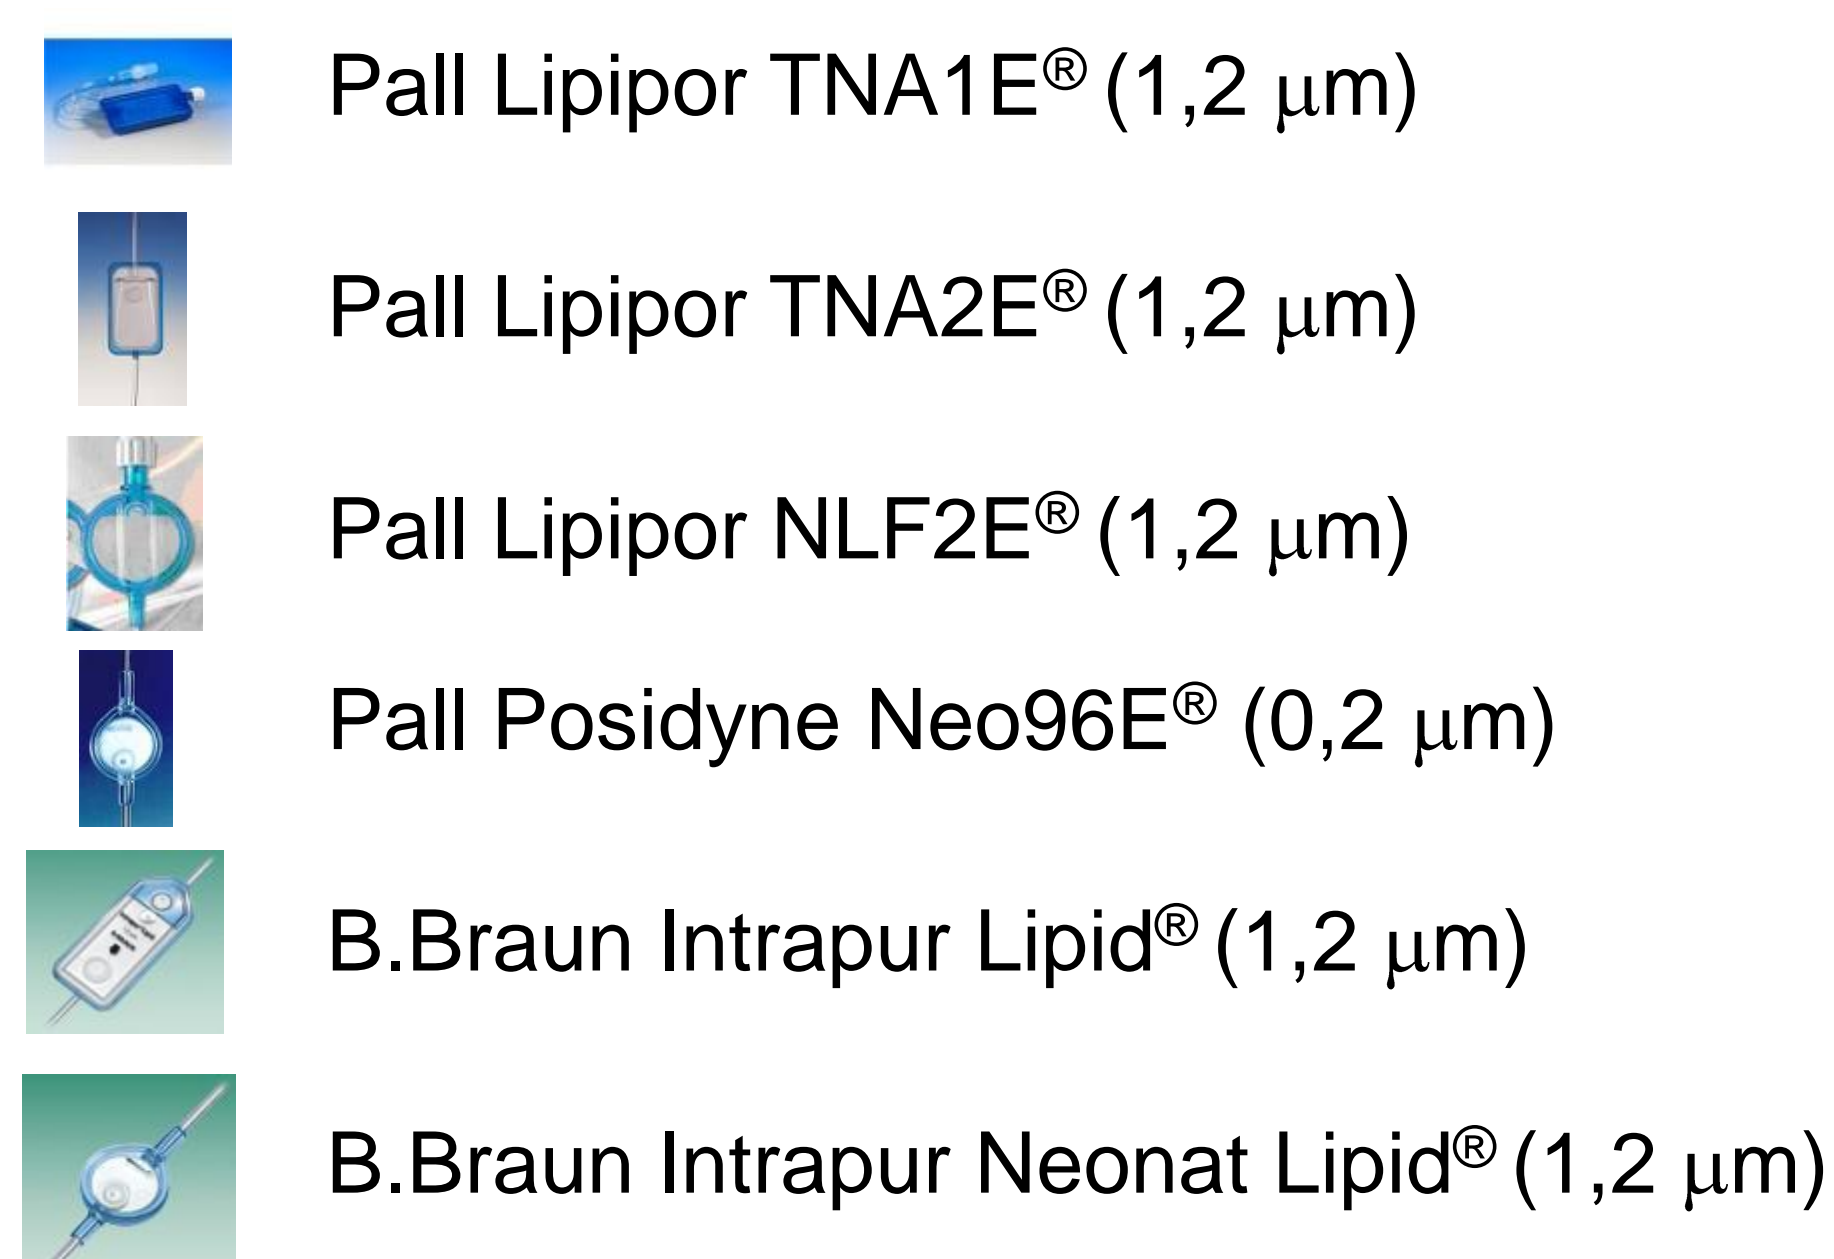 Pall Lipipor TNA1E® (1,2 μm)
Pall Lipipor TNA2E® (1,2 μm)
Pall Lipipor NLF2E® (1,2 μm)
Pall Posidyne Neo96E® (0,2 μm)
B.Braun Intrapur Lipid® (1,2 μm)
B.Braun Intrapur Neonat Lipid® (1,2 μm)